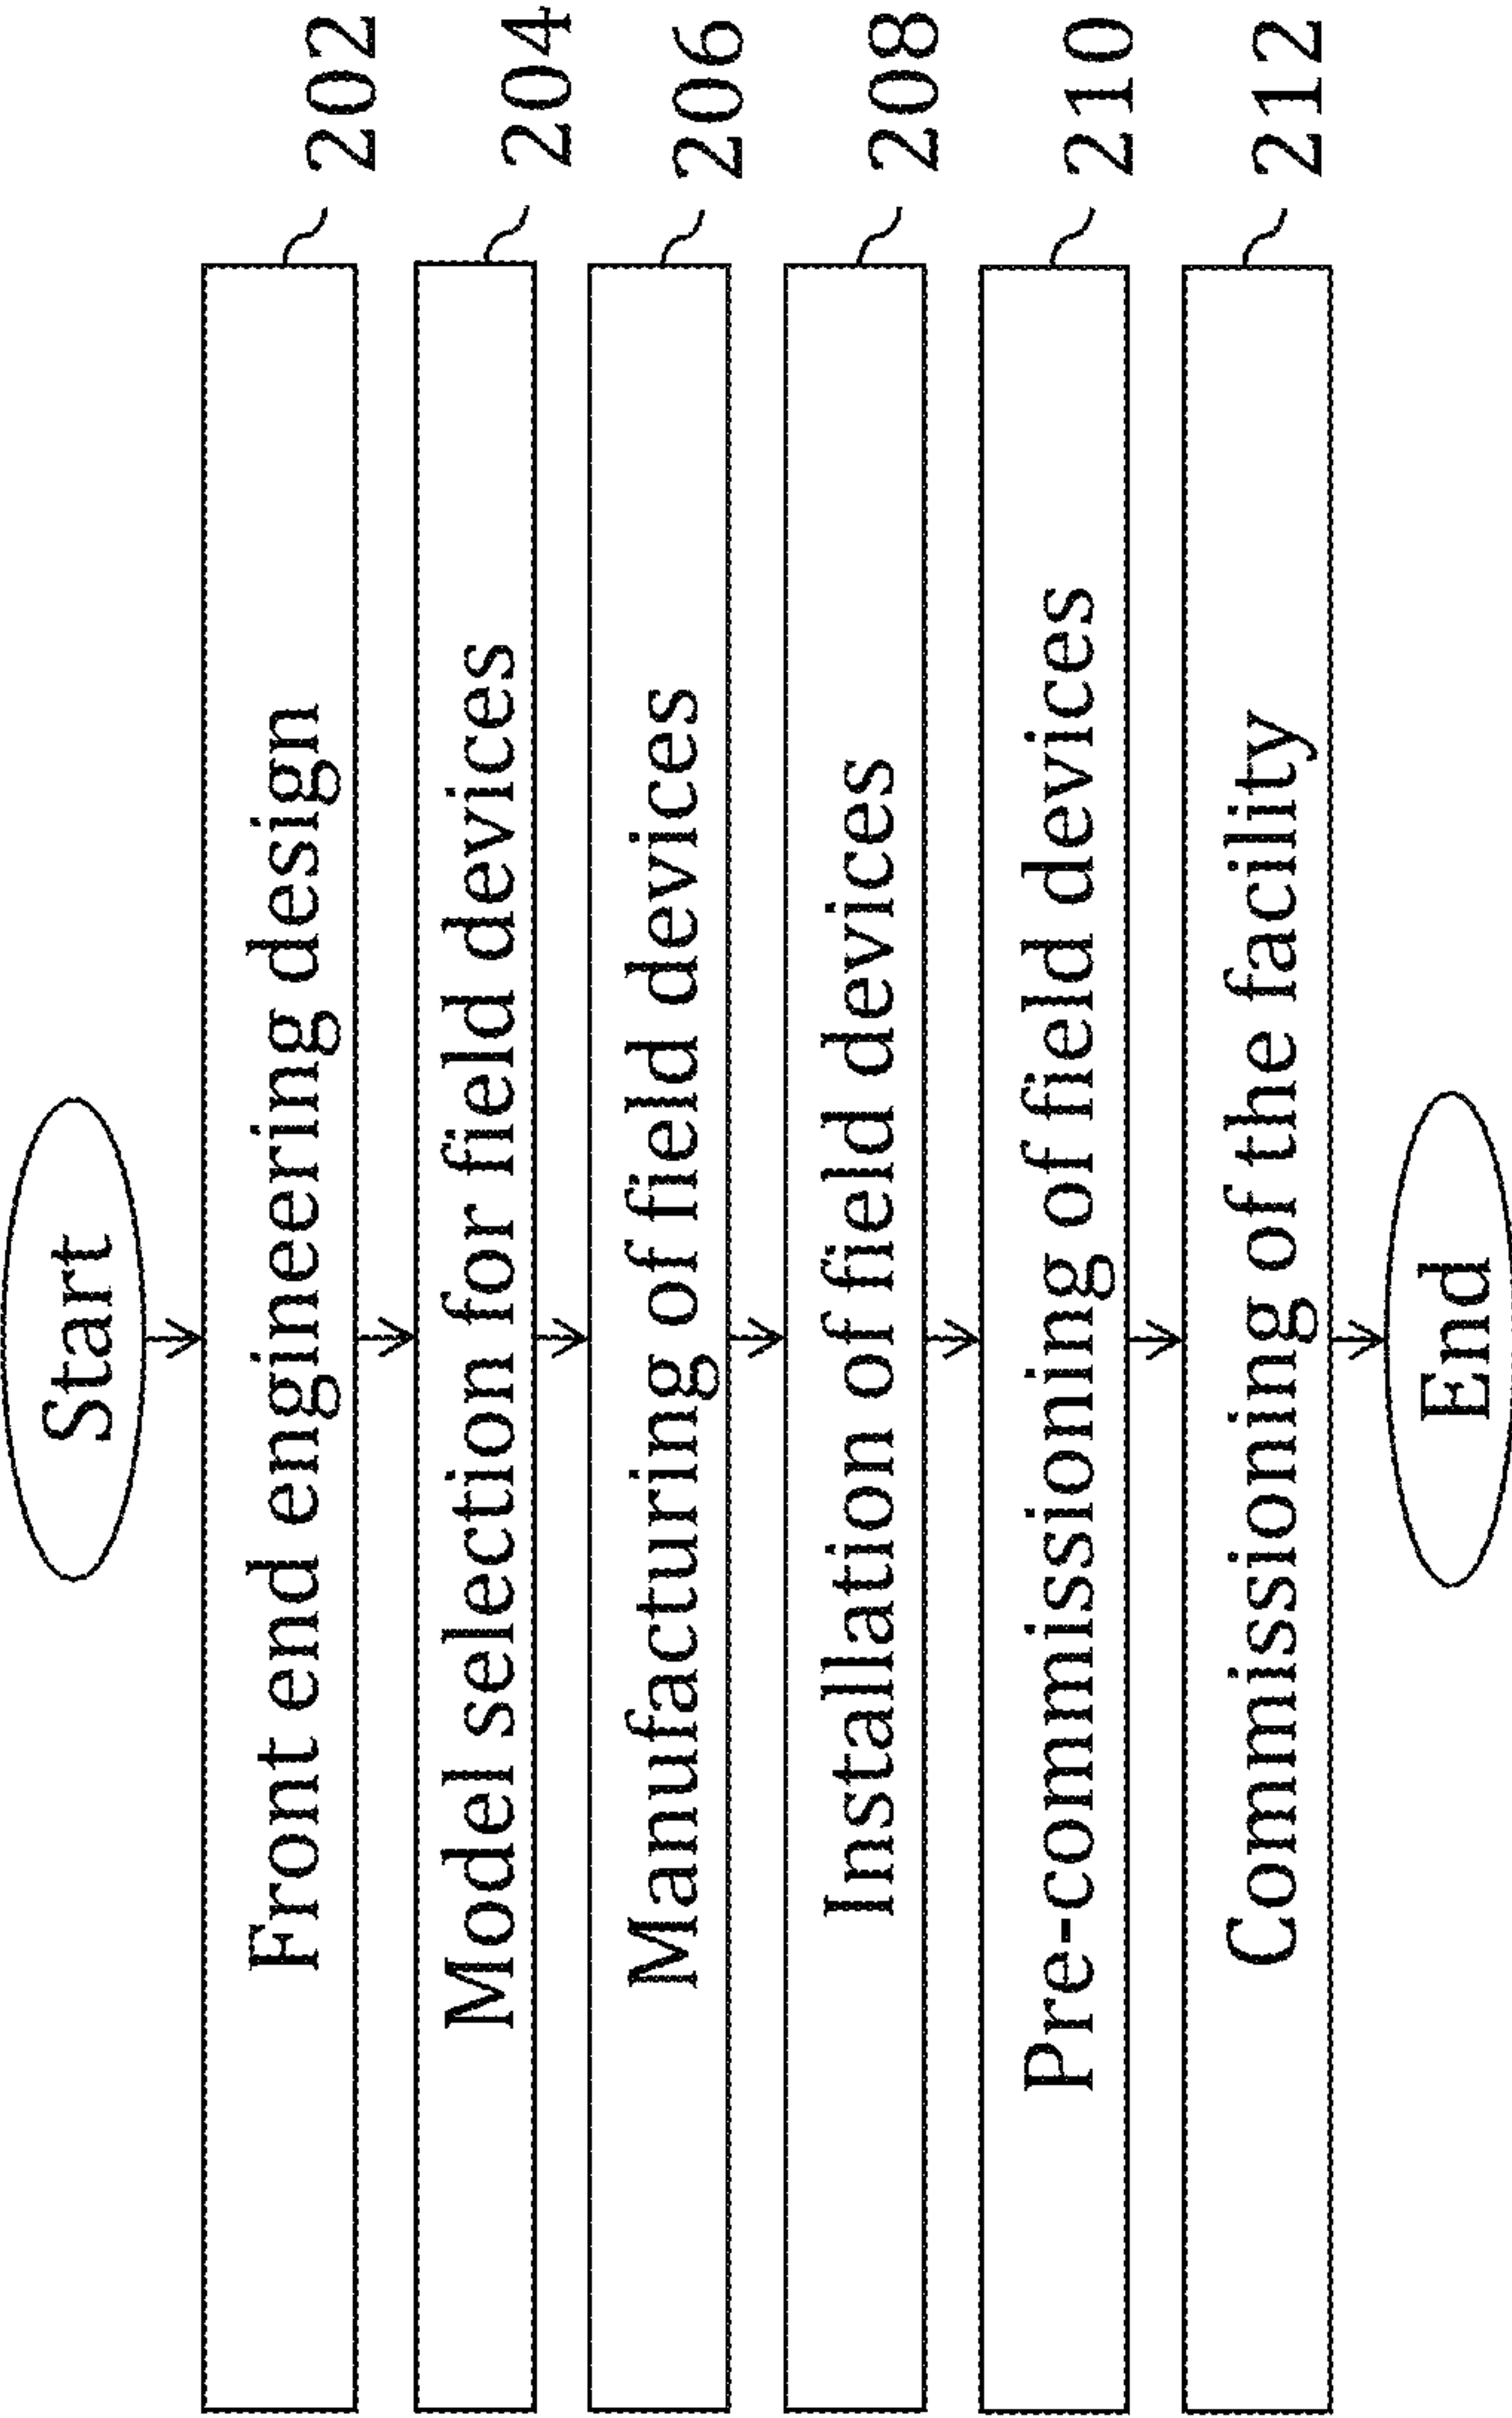 Start
Front end engineering design
202
Model selection for field devices
204
Manufacturing of field devices
206
Installation of field devices
208
Pre-commissioning of field devices
210
Commissioning of the facility
212
End